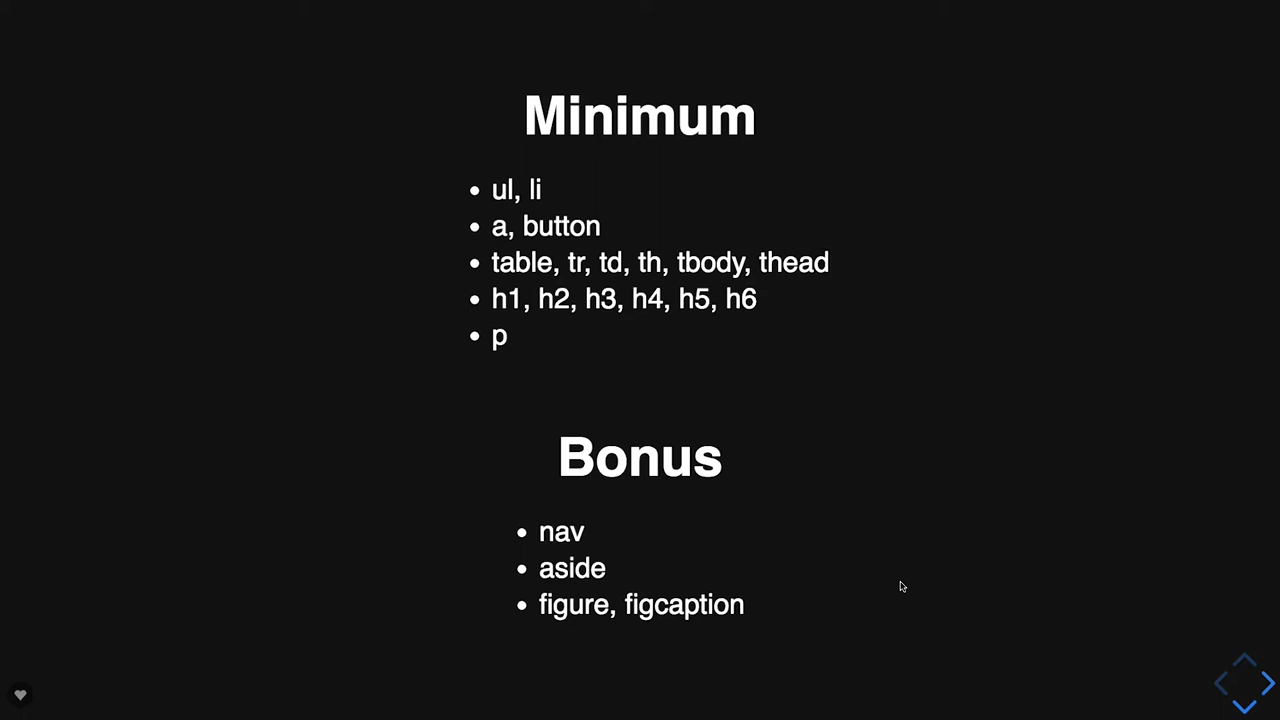 Minimum
• ul, li
• a, button
• table, tr, td, th, tbody, thead
• h1, h2, h3, h4, h5, h6
• p
Bonus
• nav
• aside
• figure, figcaption